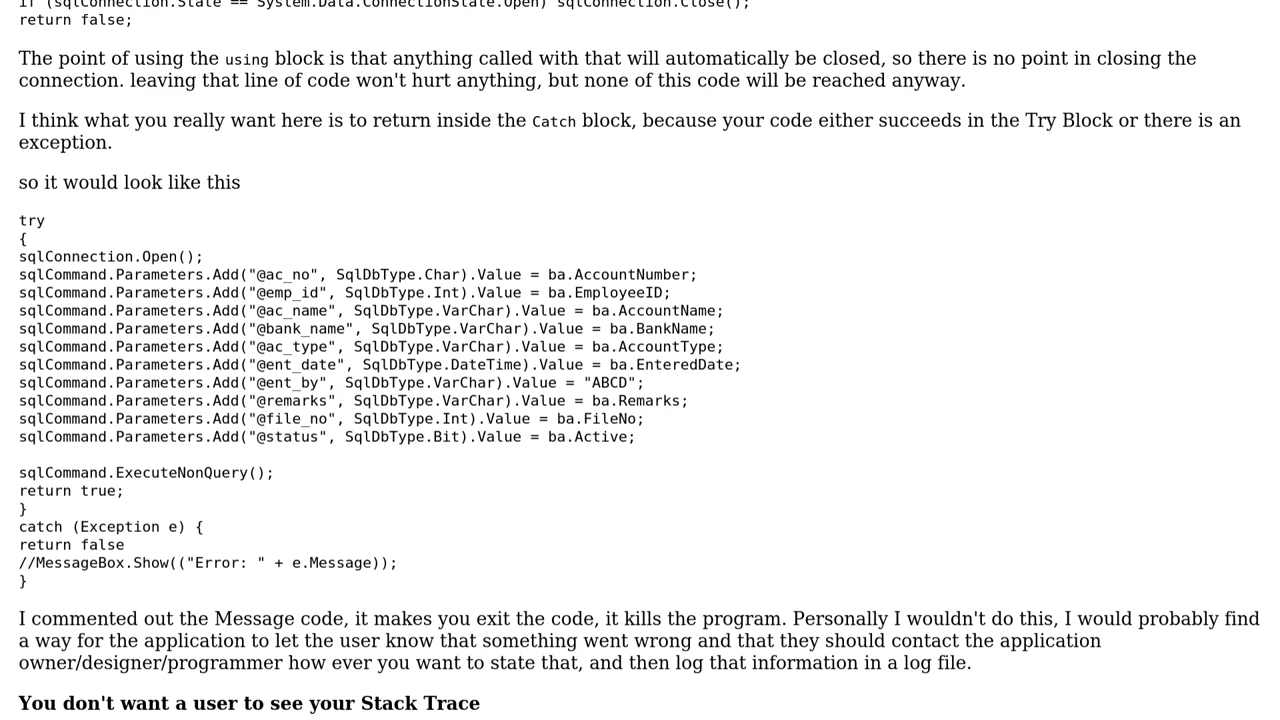 if (sqlConnection.State == System.Data.ConnectionState.Open) sqlConnection.Close();
return false;
The point of using the using block is that anything called with that will automatically be closed, so there is no point in closing the
connection. leaving that line of code won't hurt anything, but none of this code will be reached anyway.
I think what you really want here is to return inside the Catch block, because your code either succeeds in the Try Block or there is an
exception.
so it would look like this
try
{
sqlConnection.Open();
sqlCommand.Parameters.Add("@ac_no", SqlDbType.Char).Value = ba.AccountNumber;
sqlCommand.Parameters.Add("@emp_id", SqlDbType.Int).Value = ba.EmployeeID;
sqlCommand.Parameters.Add("@ac_name", SqlDbType.VarChar).Value = ba.AccountName;
sqlCommand.Parameters.Add("@bank_name", SqlDbType.VarChar).Value = ba.BankName;
sqlCommand.Parameters.Add("@ac_type", SqlDbType.VarChar).Value = ba.AccountType;
sqlCommand.Parameters.Add("@ent_date", SqlDbType.DateTime).Value = ba.EnteredDate;
sqlCommand.Parameters.Add("@ent_by", SqlDbType.VarChar).Value = "ABCD";
sqlCommand.Parameters.Add("@remarks", SqlDbType.VarChar).Value = ba.Remarks;
sqlCommand.Parameters.Add("@file_no", SqlDbType.Int).Value = ba.FileNo;
sqlCommand.Parameters.Add("@status", SqlDbType.Bit).Value = ba.Active;
sqlCommand.ExecuteNonQuery();
return true;
}
catch (Exception e) {
return false
//MessageBox.Show(("Error: " + e.Message));
}
I commented out the Message code, it makes you exit the code, it kills the program. Personally I wouldn't do this, I would probably find
a way for the application to let the user know that something went wrong and that they should contact the application
owner/designer/programmer how ever you want to state that, and then log that information in a log file.
You don't want a user to see your Stack Trace